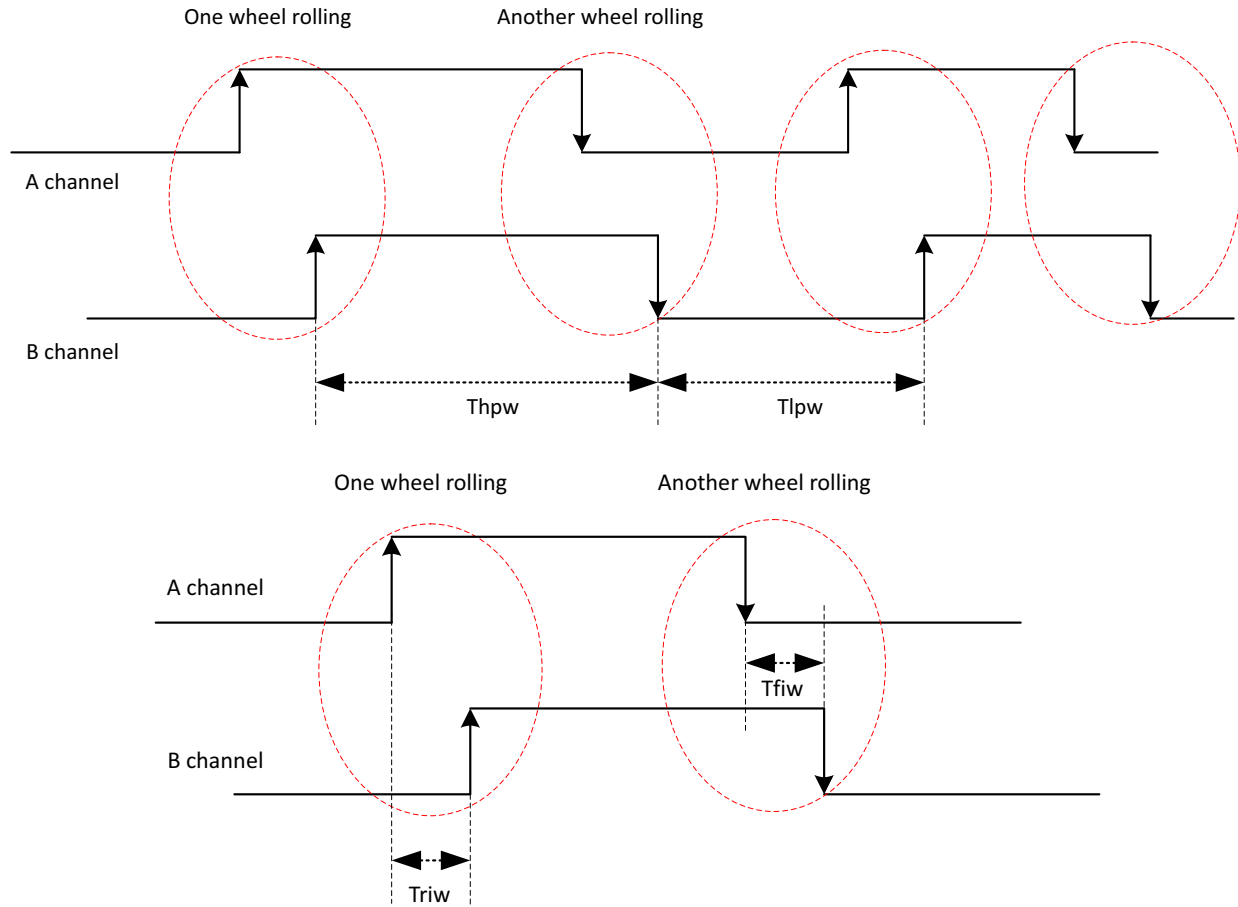 One wheel rolling
Another wheel rolling
A channel
B channel
Thpw
Tlpw
One wheel rolling
Another wheel rolling
A channel
Tfiw
B channel
Triw